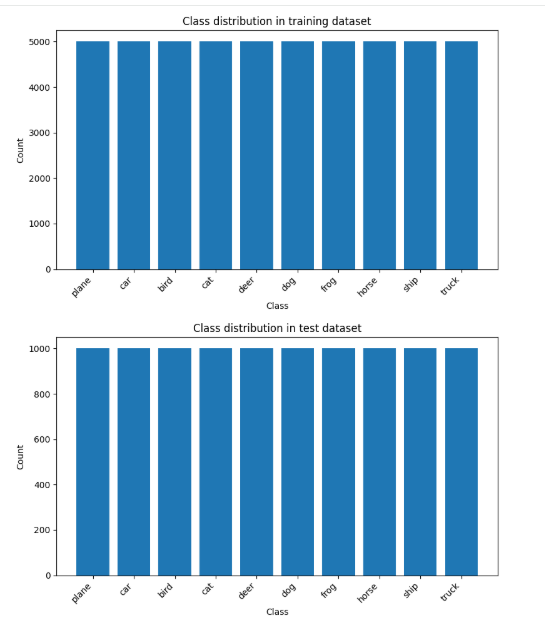 Class distribution in training dataset
5000
4000
3000
2000
1000
0
Count
plane car bird cat deer dog frog horse ship truck
Class
Class distribution in test dataset
1000
800
600
400
200
0
Count
plane car bird cat deer dog frog horse ship truck
Class